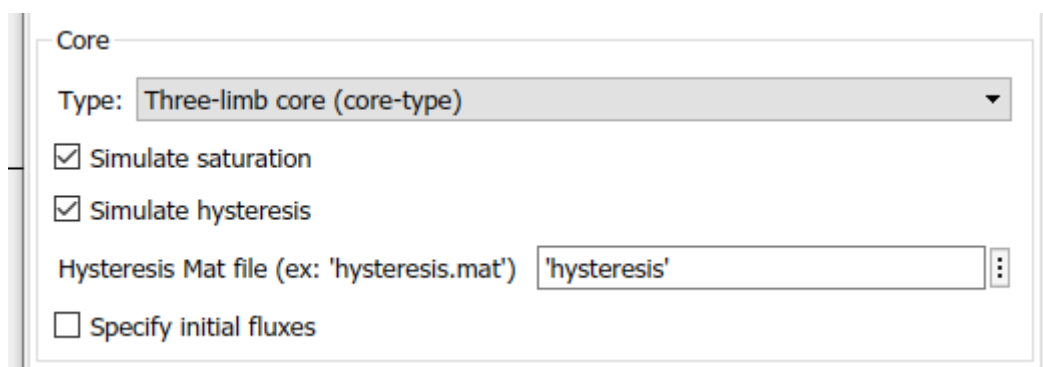 Core
Type: Three-limb core (core-type)
Simulate saturation
Simulate hysteresis
Hysteresis Mat file (ex: 'hysteresis.mat') 'hysteresis'
Specify initial fluxes